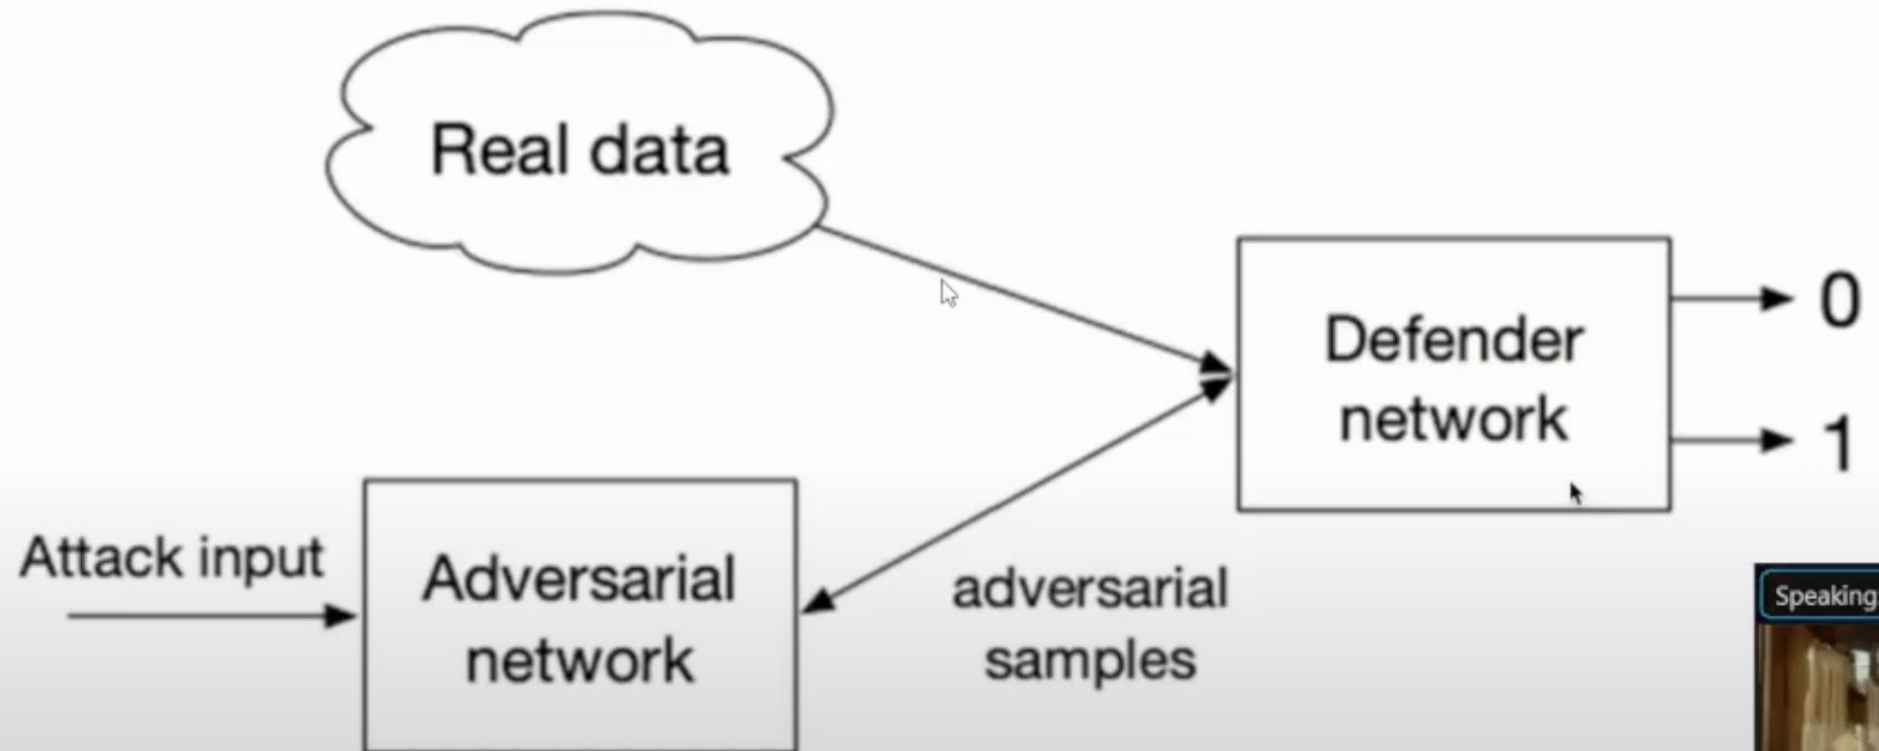 Real data
Defender
network
0
1
Attack input
Adversarial
network
adversarial
samples
Speaking: